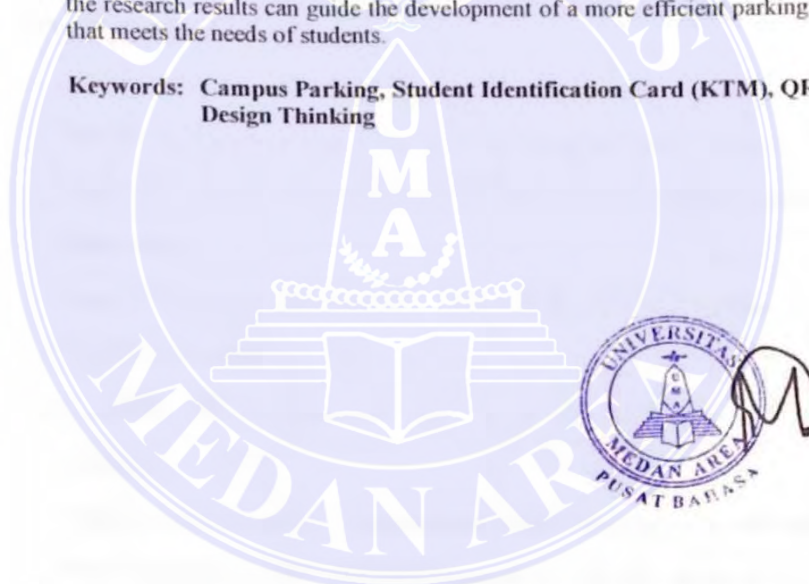 the research results can guide the development of a more efficient parking
that meets the needs of students.
Keywords: Campus Parking, Student Identification Card (KTM),
Design Thinking
UMA
MEDAN AREA
UNIVERSITAS
MEDAN AREA
PUSAT BAHASA